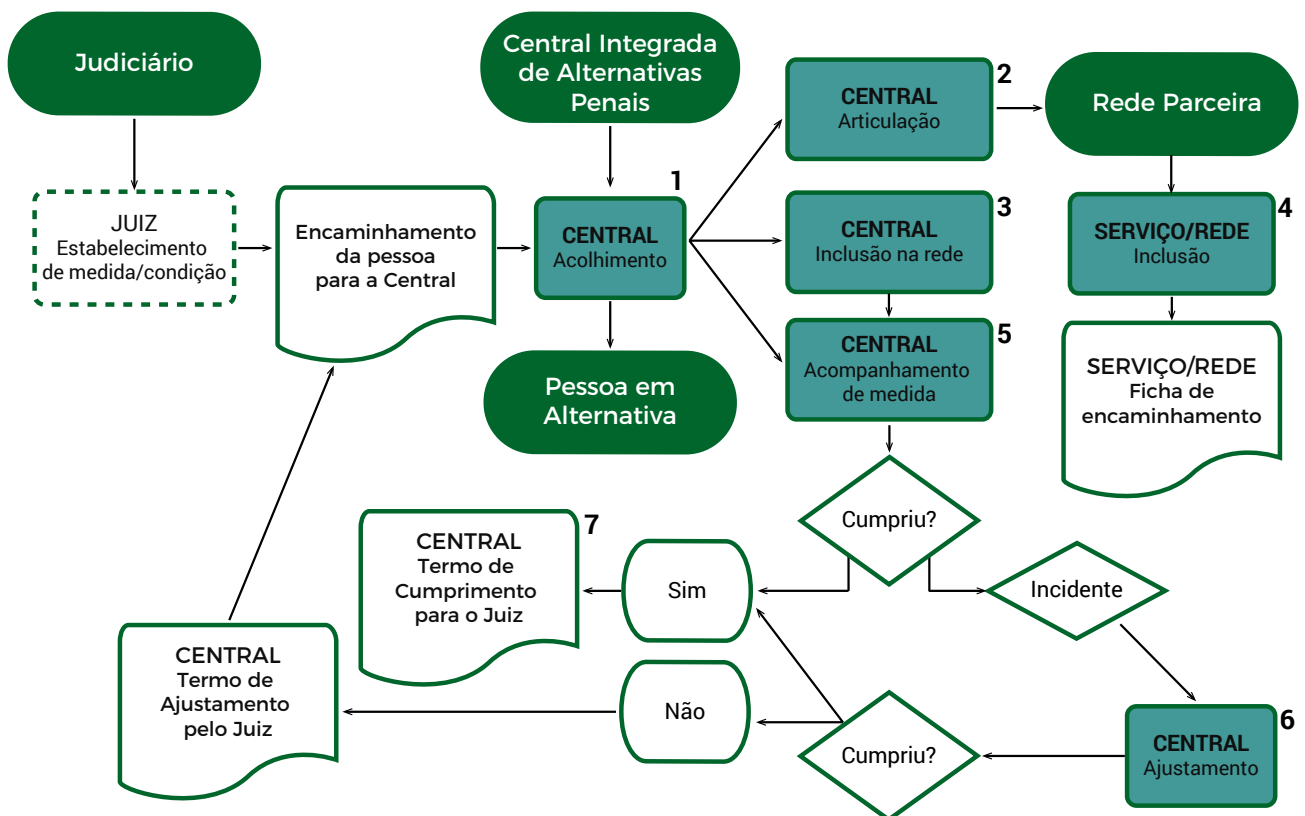 Judiciário
Central Integrada
de Alternativas
Penais
2
CENTRAL
Articulação
Rede Parceira
JUIZ
Estabelecimento
de medida/condição
Encaminhamento
da pessoa
para a Central
1
CENTRAL
Acolhimento
3
CENTRAL
Inclusão na rede
4
SERVIÇO/REDE
Inclusão
Pessoa em
Alternativa
5
CENTRAL
Acompanhamento
de medida
SERVIÇO/REDE
Ficha de
encaminhamento
Cumpriu?
7
CENTRAL
Termo de
Cumprimento
para o Juiz
Sim
Incidente
CENTRAL
Termo de
Ajustamento
pelo Juiz
Não
Cumpriu?
6
CENTRAL
Ajustamento